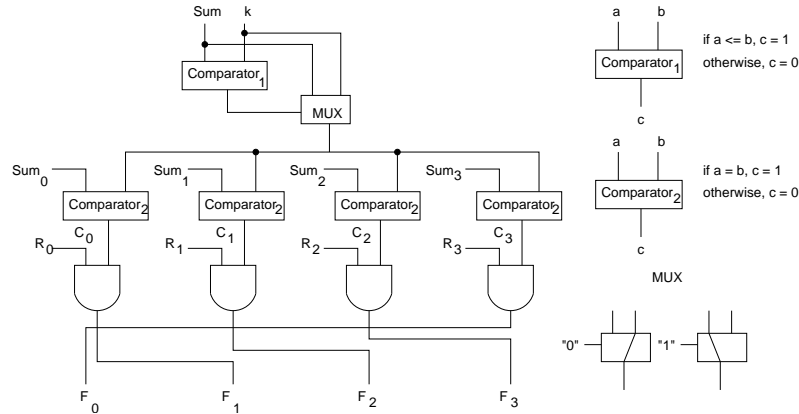 Sum k
Comparator1
MUX
Sum0 Sum1 Sum2 Sum3
Comparator2 Comparator2 Comparator2 Comparator2
C0 C1 C2 C3
R0 R1 R2 R3
F0 F1 F2 F3
a b
Comparator1
c
if a <= b, c = 1
otherwise, c = 0
a b
Comparator2
c
if a = b, c = 1
otherwise, c = 0
MUX
"0" "1"